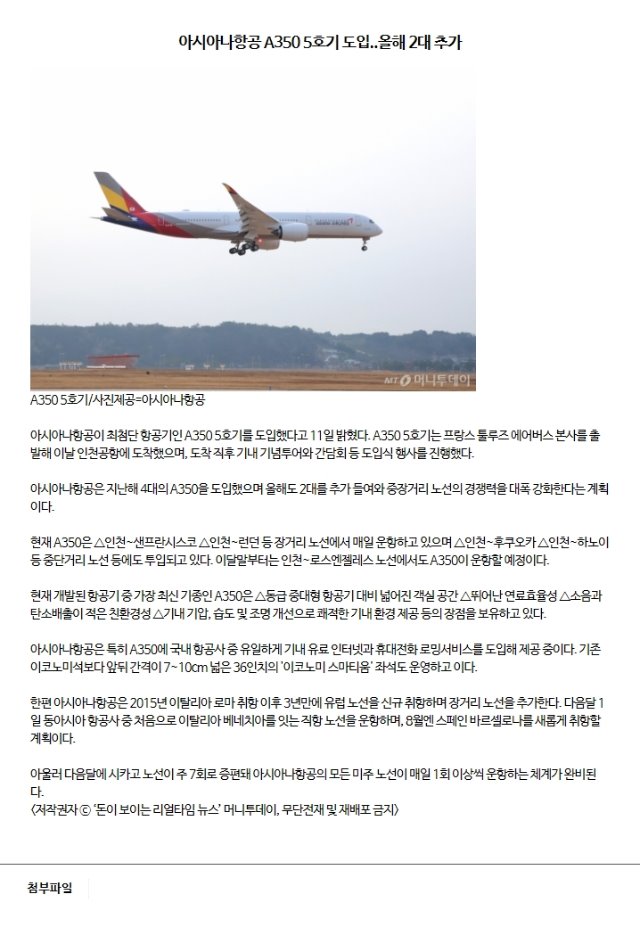 아시아나항공 A350 5호기 도입..올해 2대 추가
ASIANA AIRLINES
MT 머니투데이
A350 5호기/사진제공=아시아나항공
아시아나항공이 최첨단 항공기인 A350 5호기를 도입했다고 11일 밝혔다. A350 5호기는 프랑스 툴루즈 에어버스 본사를 출
발해 이날 인천공항에 도착했으며, 도착 직후 기내 기념투어와 간담회 등 도입식 행사를 진행했다.
아시아나항공은 지난해 4대의 A350을 도입했으며 올해도 2대를 추가 들여와 중장거리 노선의 경쟁력을 대폭 강화한다는 계획
이다.
현재 A350은 △인천~샌프란시스코 △인천~런던 등 장거리 노선에서 매일 운항하고 있으며 △인천~후쿠오카 △인천~하노이
등 중단거리 노선 등에도 투입되고 있다. 이달말부터는 인천~로스엔젤레스 노선에서도 A350이 운항할 예정이다.
현재 개발된 항공기 중 가장 최신 기종인 A350은 △동급 중대형 항공기 대비 넓어진 객실 공간 △뛰어난 연료효율성 △소음과
탄소배출이 적은 친환경성 △기내 기압, 습도 및 조명 개선으로 쾌적한 기내 환경 제공 등의 장점을 보유하고 있다.
아시아나항공은 특히 A350에 국내 항공사 중 유일하게 기내 유료 인터넷과 휴대전화 로밍서비스를 도입해 제공 중이다. 기존
이코노미석보다 앞뒤 간격이 7~10cm 넓은 36인치의 '이코노미 스마티움' 좌석도 운영하고 이다.
한편 아시아나항공은 2015년 이탈리아 로마 취항 이후 3년만에 유럽 노선을 신규 취항하며 장거리 노선을 추가한다. 다음달 1
일 동아시아 항공사 중 처음으로 이탈리아 베네치아를 잇는 직항 노선을 운항하며, 8월엔 스페인 바르셀로나를 새롭게 취항할
계획이다.
아울러 다음달에 시카고 노선이 주 7회로 증편돼 아시아나항공의 모든 미주 노선이 매일 1회 이상씩 운항하는 체계가 완비된
다.
<저작권자 ⓒ '돈이 보이는 리얼타임 뉴스' 머니투데이, 무단전재 및 재배포 금지>
첨부파일